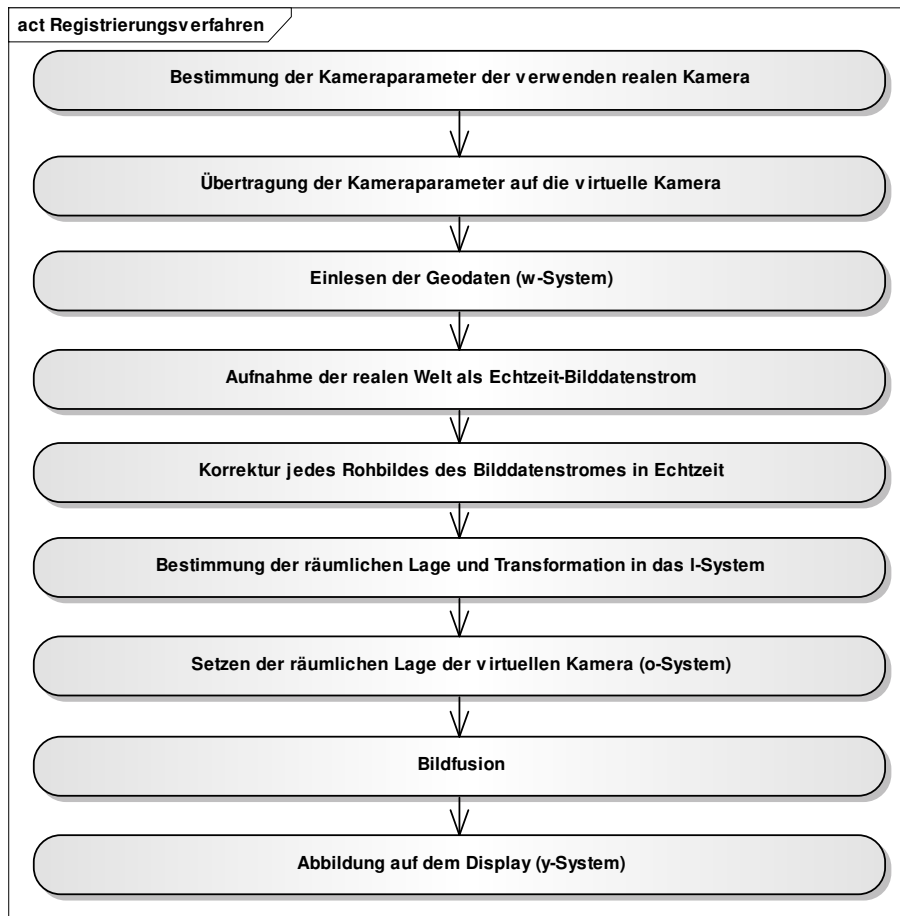 act Registrierungsverfahren
Bestimmung der Kameraparameter der verwenden realen Kamera
Übertragung der Kameraparameter auf die virtuelle Kamera
Einlesen der Geodaten (w-System)
Aufnahme der realen Welt als Echtzeit-Bilddatenstrom
Korrektur jedes Rohbildes des Bilddatenstromes in Echtzeit
Bestimmung der räumlichen Lage und Transformation in das l-System
Setzen der räumlichen Lage der virtuellen Kamera (o-System)
Bildfusion
Abbildung auf dem Display (y-System)